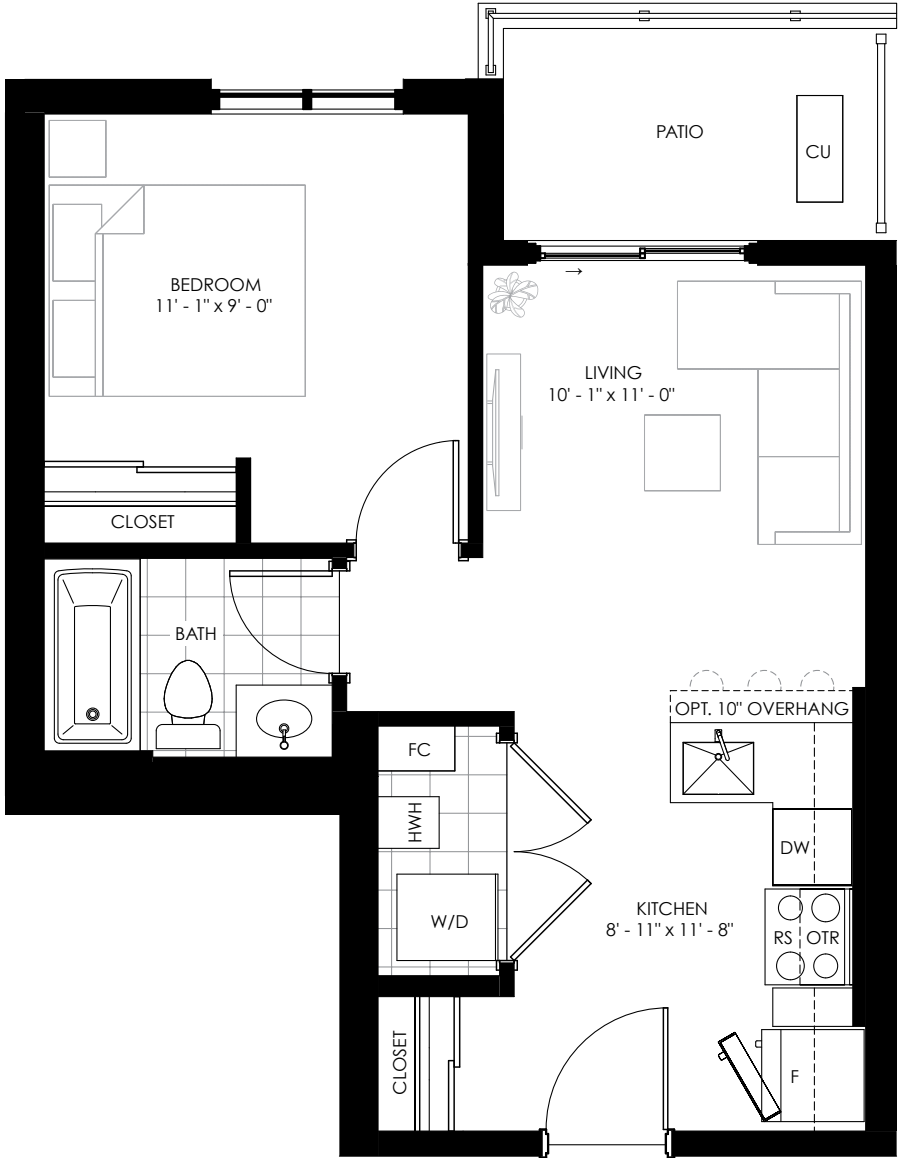 PATIO
CU
BEDROOM
11' - 1" x 9' - 0"
→
LIVING
10' - 1" x 11' - 0"
CLOSET
BATH
OPT. 10" OVERHANG
FC
HWH
DW
W/D
KITCHEN
8' - 11" x 11' - 8"
RS OTR
CLOSET
F